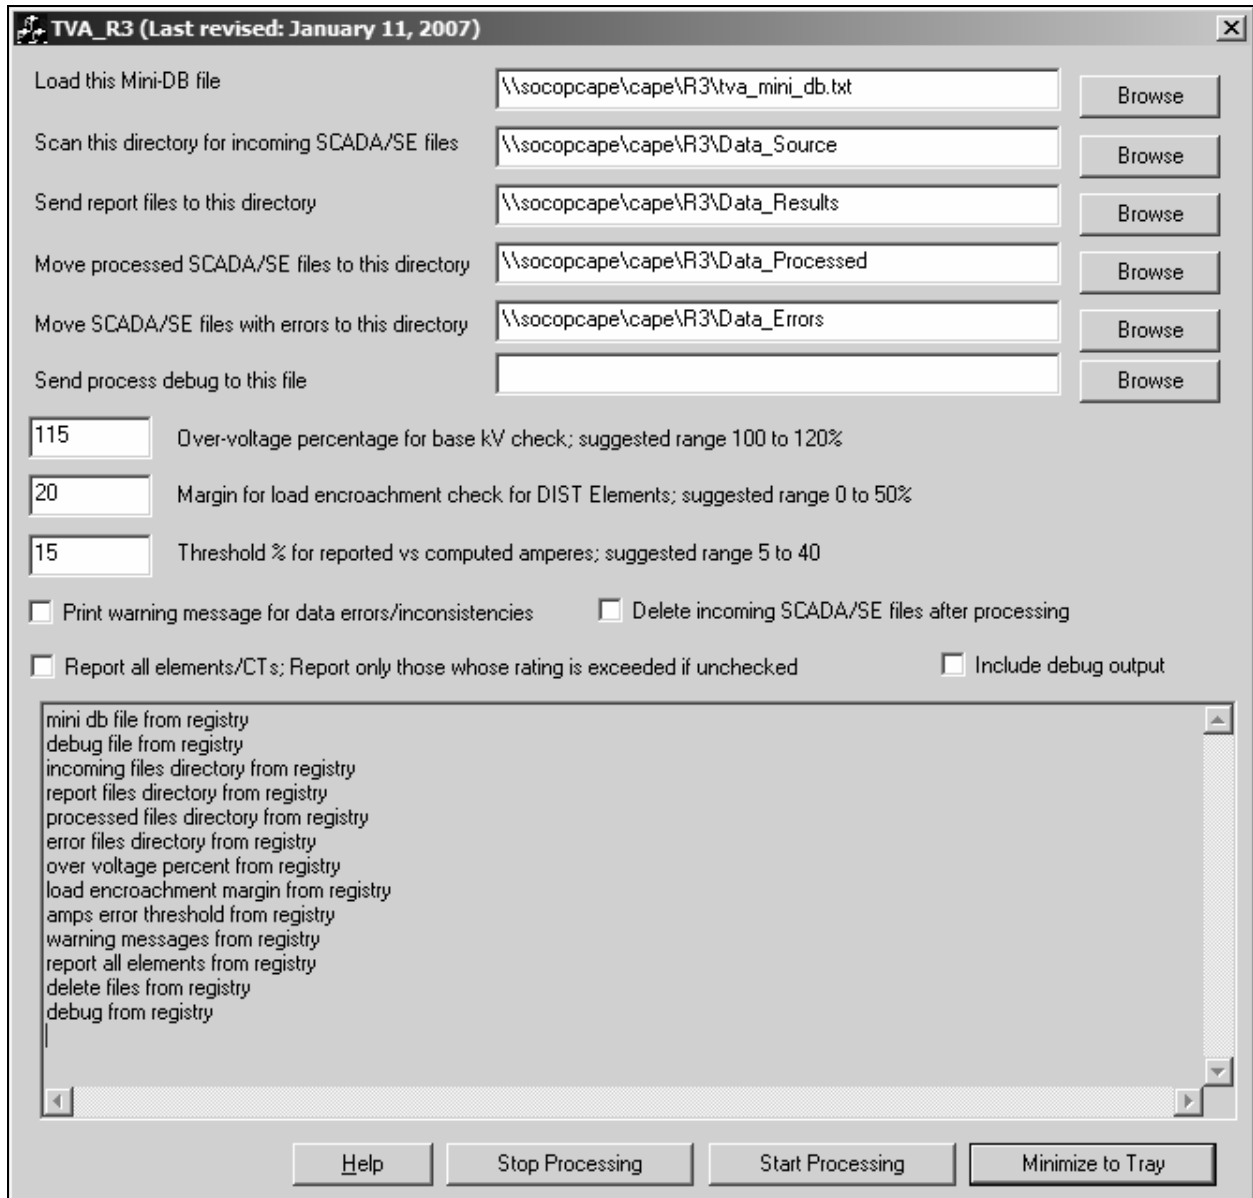 TVA_R3 (Last revised: January 11, 2007)
Load this Mini-DB file \\socopcape\cape\R3\tva_mini_db.txt Browse
Scan this directory for incoming SCADA/SE files \\socopcape\cape\R3\Data_Source Browse
Send report files to this directory \\socopcape\cape\R3\Data_Results Browse
Move processed SCADA/SE files to this directory \\socopcape\cape\R3\Data_Processed Browse
Move SCADA/SE files with errors to this directory \\socopcape\cape\R3\Data_Errors Browse
Send process debug to this file Browse
115 Over-voltage percentage for base kV check; suggested range 100 to 120%
20 Margin for load encroachment check for DIST Elements; suggested range 0 to 50%
15 Threshold % for reported vs computed amperes; suggested range 5 to 40
Print warning message for data errors/inconsistencies Delete incoming SCADA/SE files after processing
Report all elements/CTs; Report only those whose rating is exceeded if unchecked Include debug output
mini db file from registry
debug file from registry
incoming files directory from registry
report files directory from registry
processed files directory from registry
error files directory from registry
over voltage percent from registry
load encroachment margin from registry
amps error threshold from registry
warning messages from registry
report all elements from registry
delete files from registry
debug from registry
Help Stop Processing Start Processing Minimize to Tray